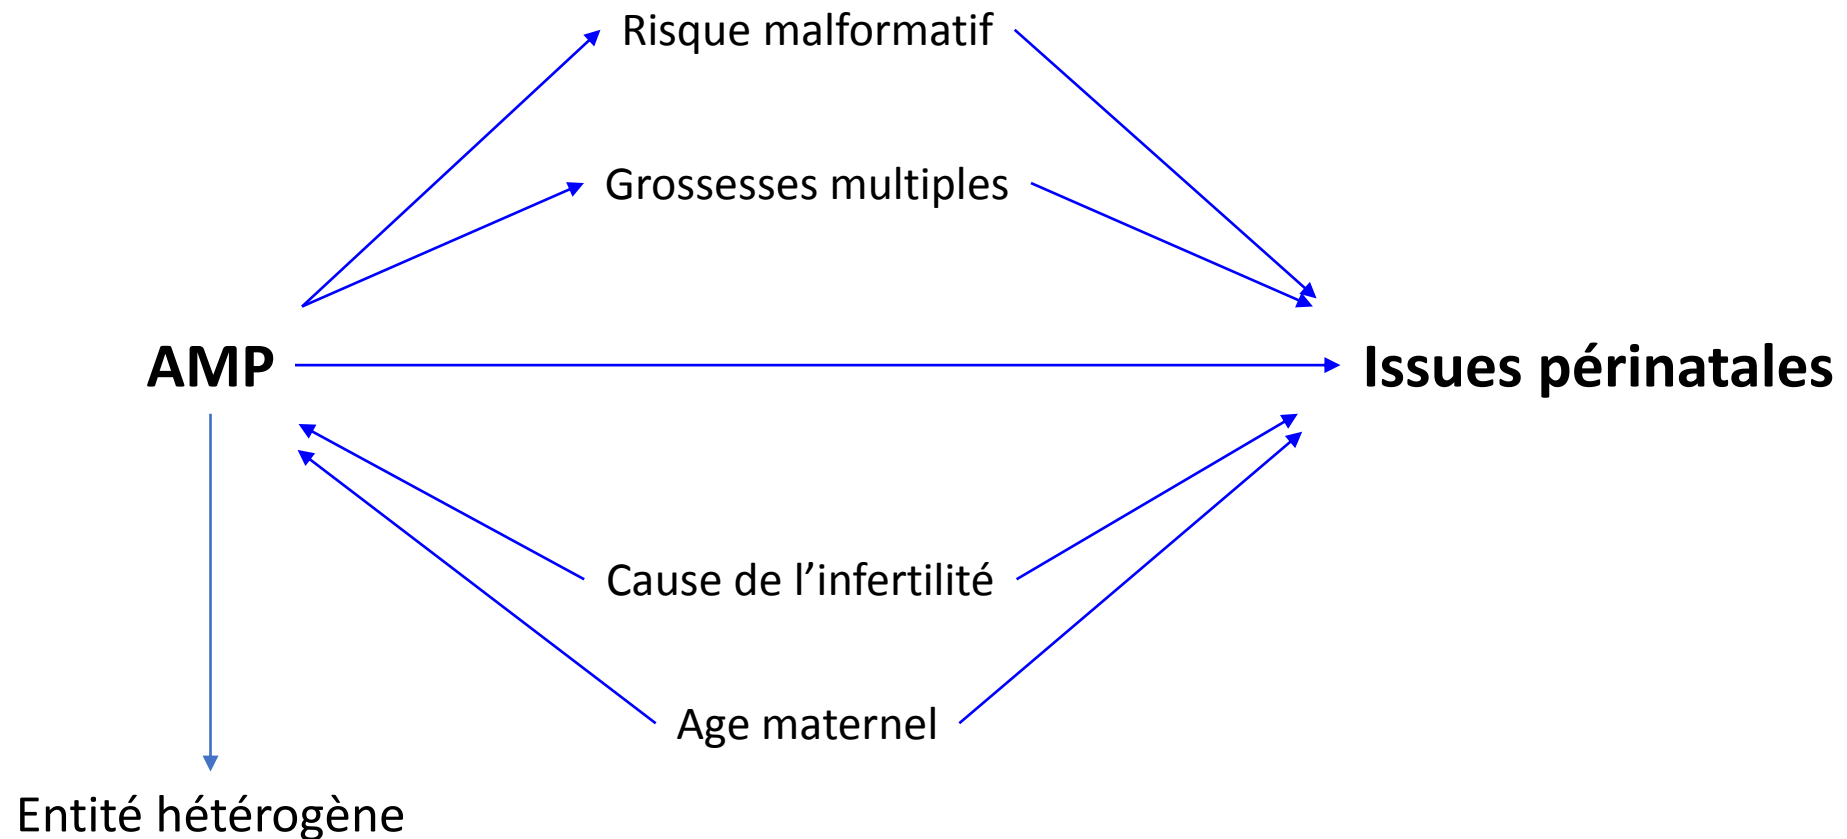 Risque malformatif
Grossesses multiples
AMP
Issues périnatales
Cause de l’infertilité
Age maternel
Entité hétérogène